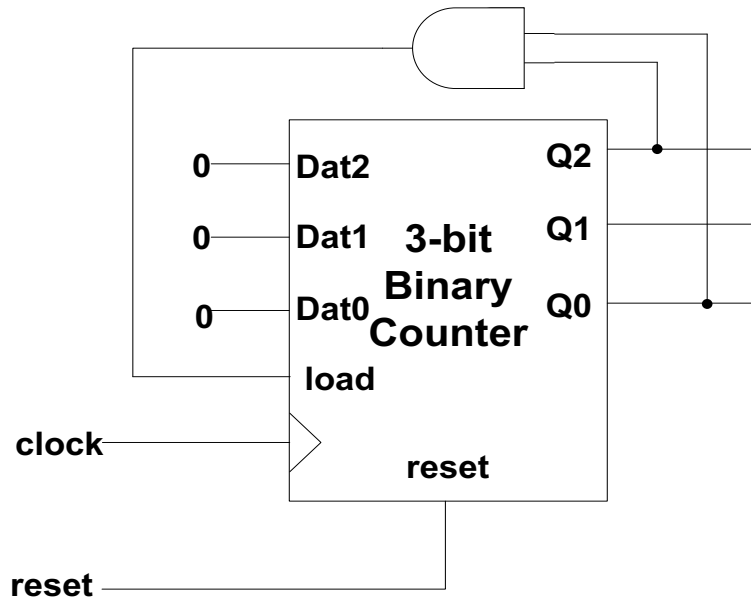 0
Dat2
Q2
0
Dat1
3-bit
Q1
Binary
0
Dat0
Counter
Q0
load
clock
reset
reset